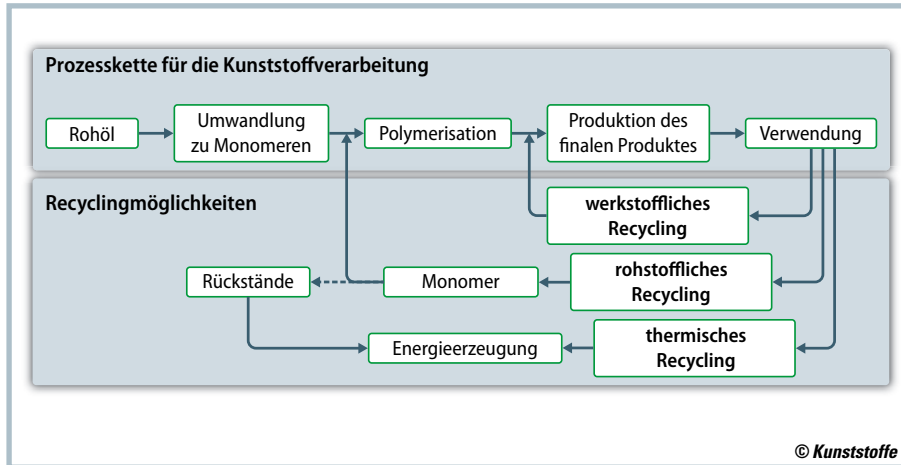 Prozesskette für die Kunststoffverarbeitung
Rohöl
Umwandlung
zu Monomeren
Polymerisation
Produktion des
finalen Produktes
Verwendung
Recyclingmöglichkeiten
werkstoffliches
Recycling
Rückstände
Monomer
rohstoffliches
Recycling
Energieerzeugung
thermisches
Recycling
© Kunststoffe